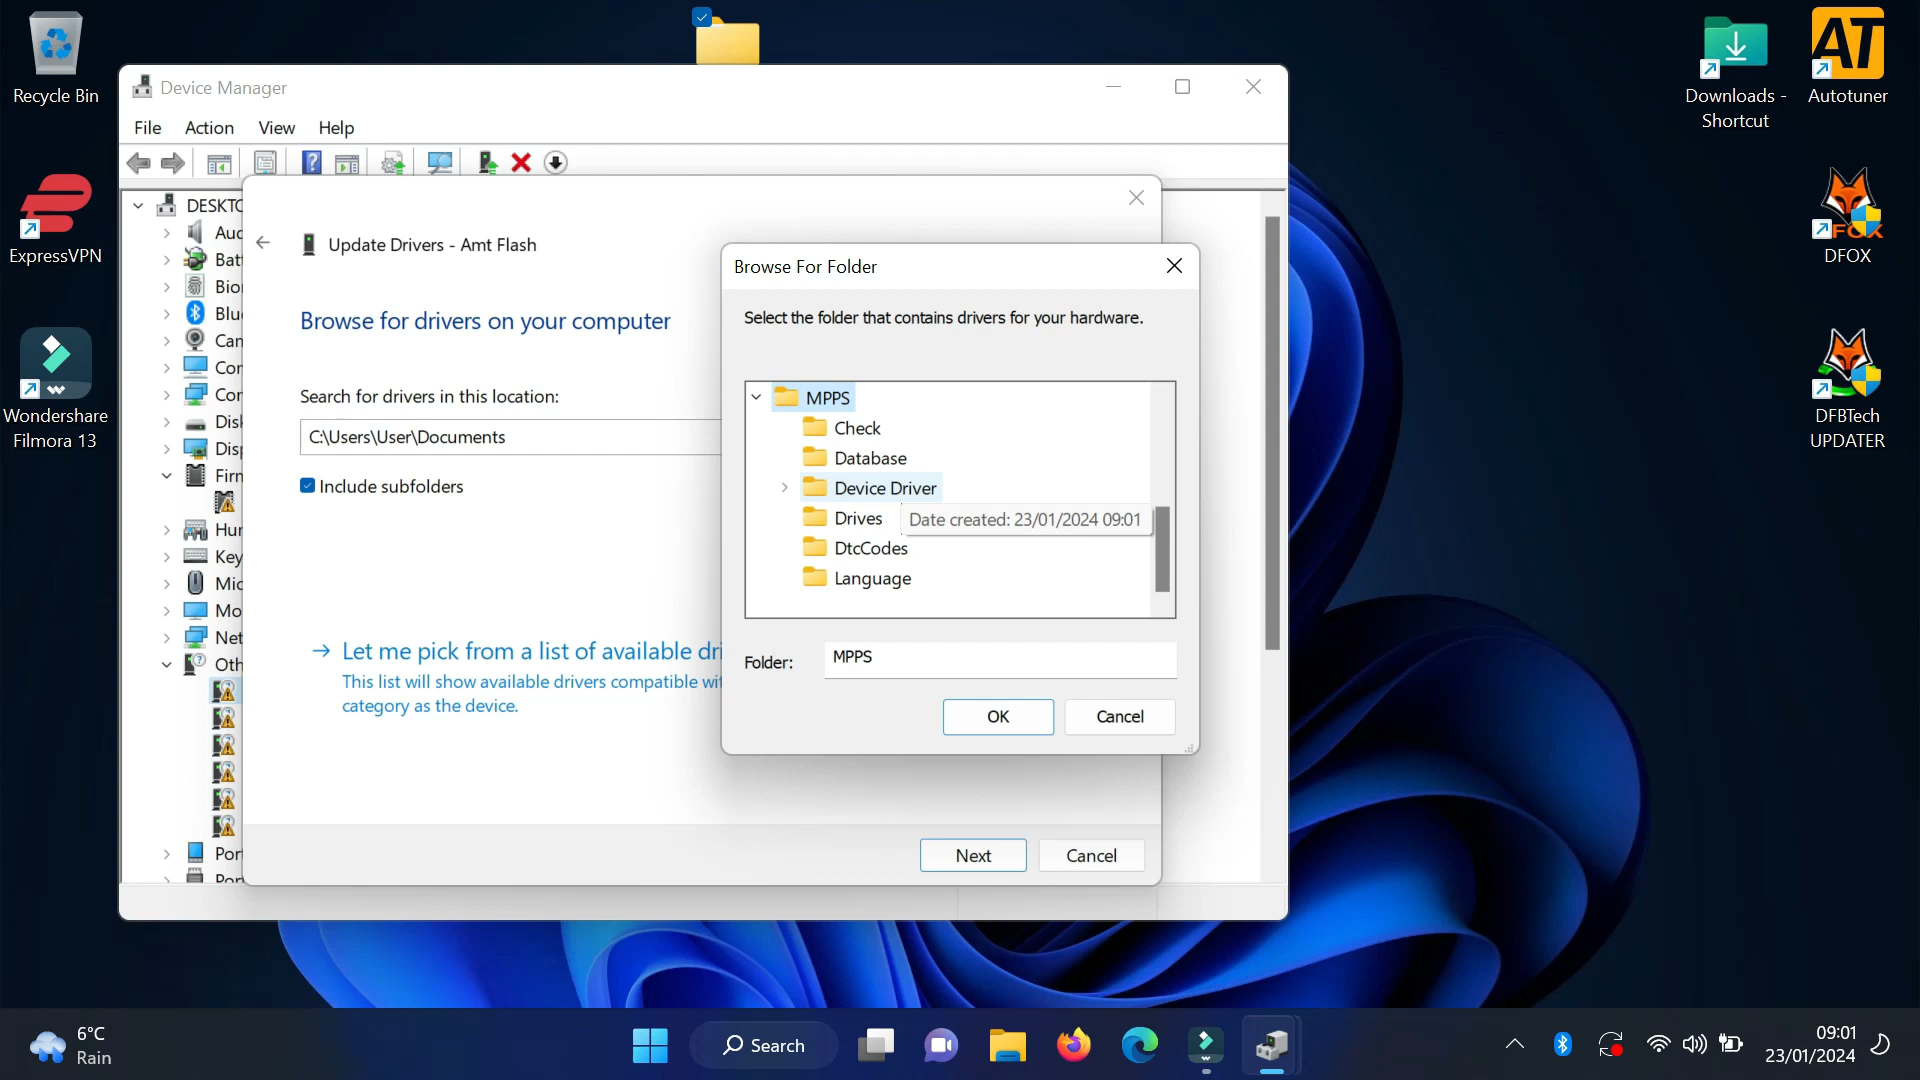 Recycle Bin
ExpressVPN
Wondershare
Filmora 13
Downloads -
Shortcut
AT
Autotuner
DFOX
DFBTech
UPDATER
Device Manager
File Action View Help
DESKTO
Aud
Bat
Bio
Blu
Can
Con
Cor
Disk
Disp
Firn
Hur
Key
Mic
Mo
Net
Oth
Port
Update Drivers - Amt Flash
Browse for drivers on your computer
Search for drivers in this location:
C:\Users\User\Documents
Include subfolders
Let me pick from a list of available dri
This list will show available drivers compatible wit
category as the device.
Next
Cancel
Browse For Folder
Select the folder that contains drivers for your hardware.
MPPS
Check
Database
Device Driver
Drives
Date created: 23/01/2024 09:01
DtcCodes
Language
Folder:
MPPS
OK
Cancel
6°C
Rain
Search
09:01
23/01/2024